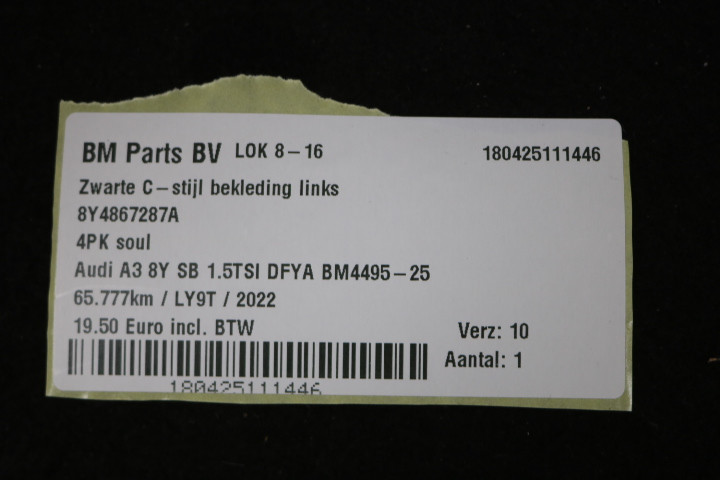 BM Parts BV LOK 8-16 180425111446
Zwarte C-stijl bekleding links
8Y4867287A
4PK soul
Audi A3 8Y SB 1.5TSI DFYA BM4495-25
65.777km / LY9T / 2022
19.50 Euro incl. BTW Verz: 10
Aantal: 1
180425111446